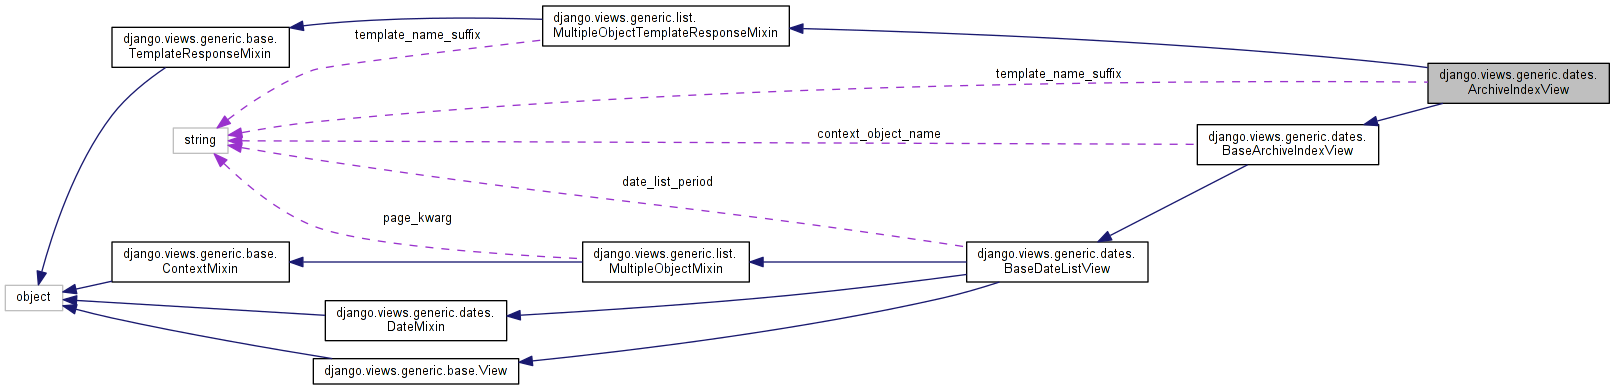 django.views.generic.list.
MultipleObjectTemplateResponseMixin
django.views.generic.base.
TemplateResponseMixin
template_name_suffix
django.views.generic.dates.
ArchiveIndexView
template_name_suffix
string
context_object_name
django.views.generic.dates.
BaseArchiveIndexView
date_list_period
page_kwarg
django.views.generic.base.
ContextMixin
django.views.generic.list.
MultipleObjectMixin
django.views.generic.dates.
BaseDateListView
object
django.views.generic.dates.
DateMixin
django.views.generic.base.View